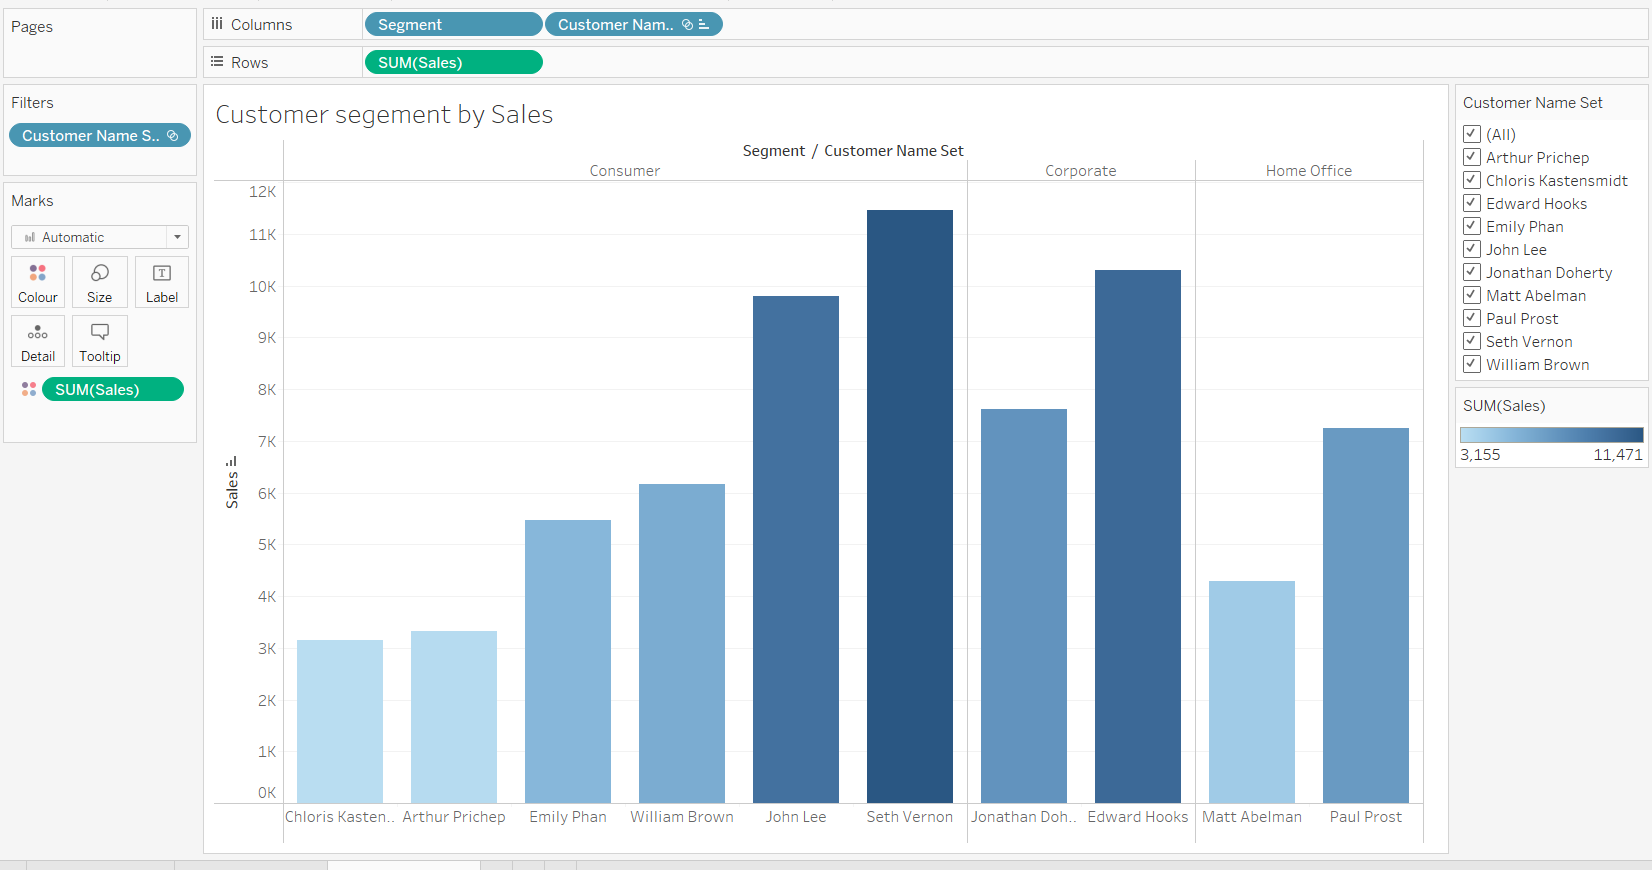 Pages
Columns
Segment
Customer Nam..
Rows
SUM(Sales)
Filters
Customer Name S..
Marks
Automatic
Colour
Size
Label
Detail
Tooltip
SUM(Sales)
Customer segement by Sales
Segment / Customer Name Set
Consumer
Corporate
Home Office
Sales
12K
11K
10K
9K
8K
7K
6K
5K
4K
3K
2K
1K
0K
Chloris Kasten..
Arthur Prichep
Emily Phan
William Brown
John Lee
Seth Vernon
Jonathan Doh..
Edward Hooks
Matt Abelman
Paul Prost
Customer Name Set
(All)
Arthur Prichep
Chloris Kastensmidt
Edward Hooks
Emily Phan
John Lee
Jonathan Doherty
Matt Abelman
Paul Prost
Seth Vernon
William Brown
SUM(Sales)
3,155
11,471